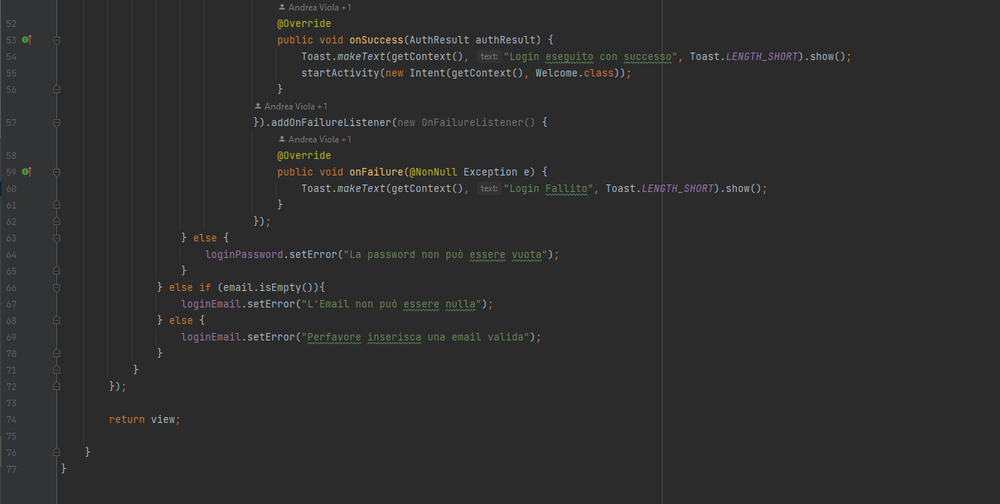 Andrea Viola +1
52 @Override
53 public void onSuccess(AuthResult authResult) {
54 Toast.makeText(getContext(), text: "Login eseguito con successo", Toast.LENGTH_SHORT).show();
55 startActivity(new Intent(getContext(), Welcome.class));
56 }
Andrea Viola +1
57 }).addOnFailureListener(new OnFailureListener() {
Andrea Viola +1
58 @Override
59 public void onFailure(@NonNull Exception e) {
60 Toast.makeText(getContext(), text: "Login Fallito", Toast.LENGTH_SHORT).show();
61 }
62 });
63 } else {
64 loginPassword.setError("La password non può essere vuota");
65 }
66 } else if (email.isEmpty()){
67 loginEmail.setError("L'Email non può essere nulla");
68 } else {
69 loginEmail.setError("Perfavore inserisca una email valida");
70 }
71 }
72 });
73
74 return view;
75
76 }
77 }